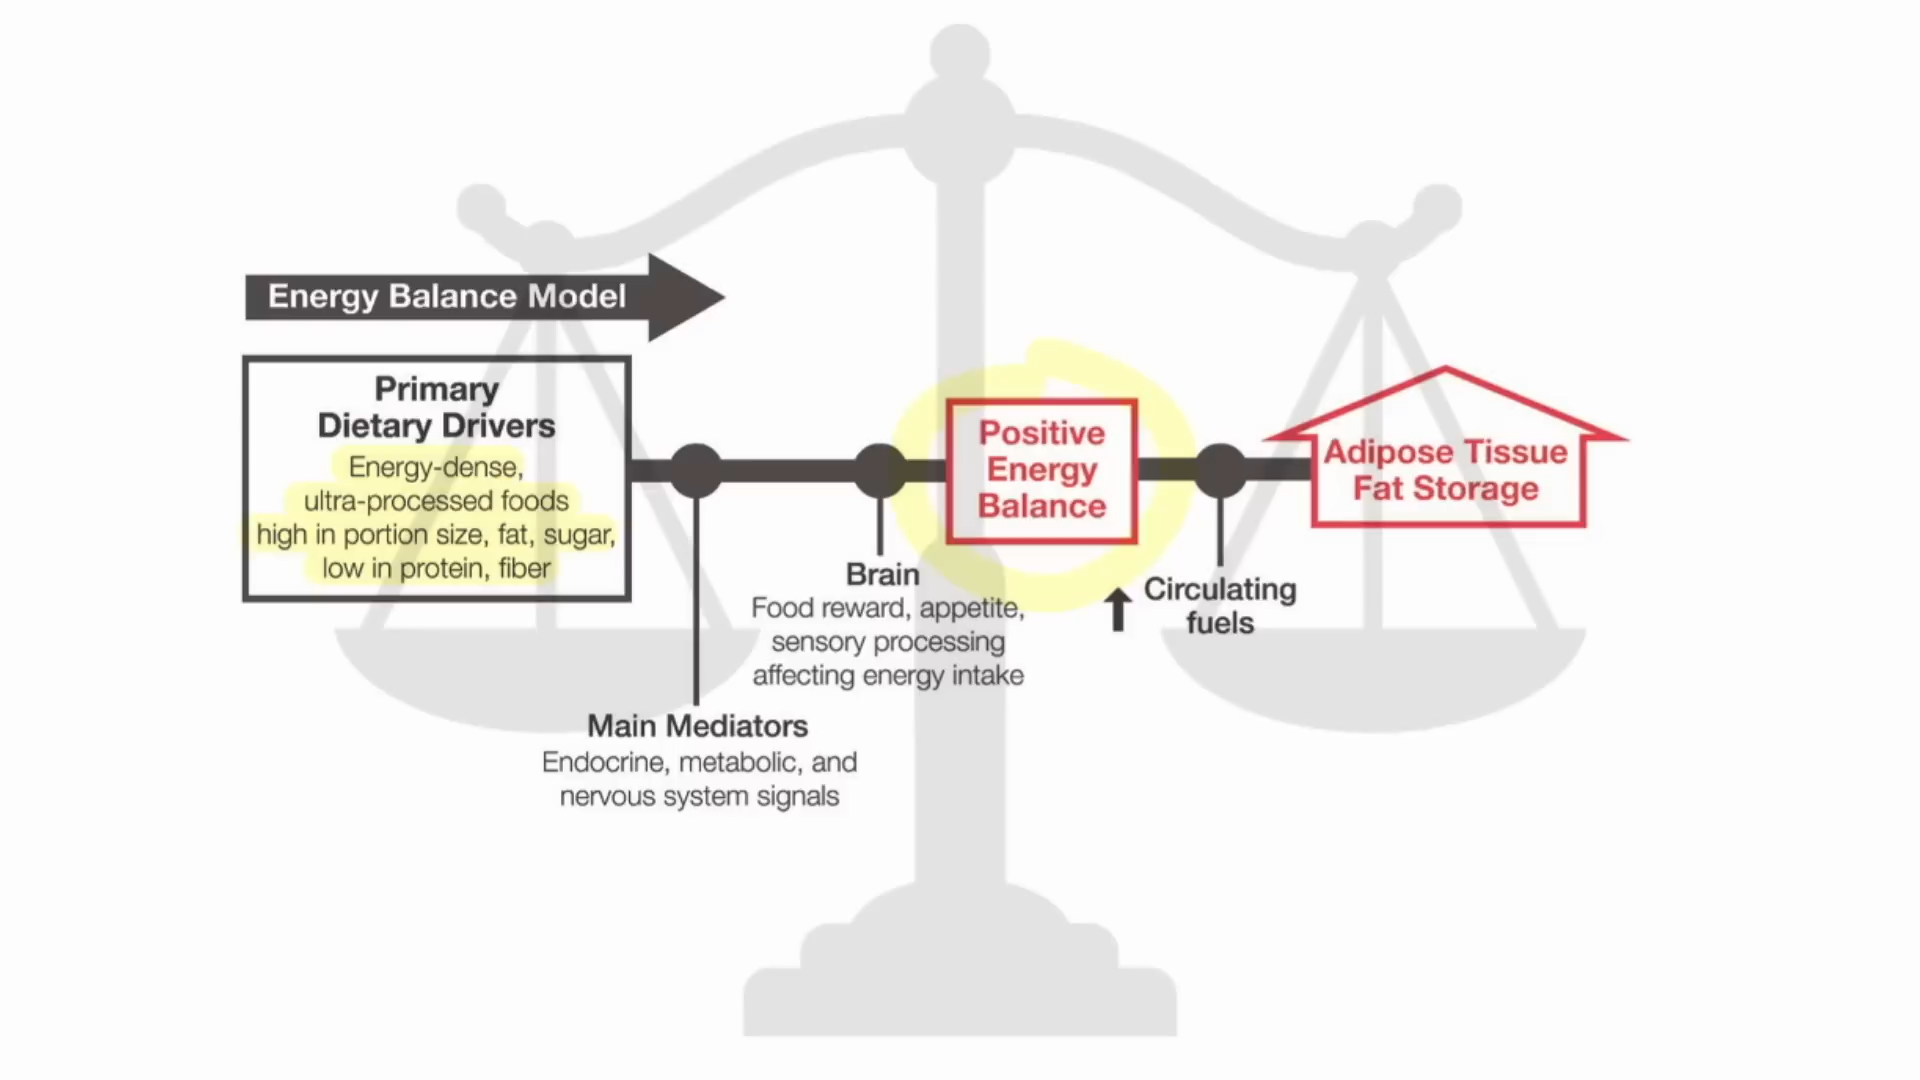 Energy Balance Model
Primary
Dietary Drivers
Energy-dense,
ultra-processed foods
high in portion size, fat, sugar,
low in protein, fiber
Main Mediators
Endocrine, metabolic, and
nervous system signals
Brain
Food reward, appetite,
sensory processing
affecting energy intake
Positive
Energy
Balance
Circulating
fuels
Adipose Tissue
Fat Storage